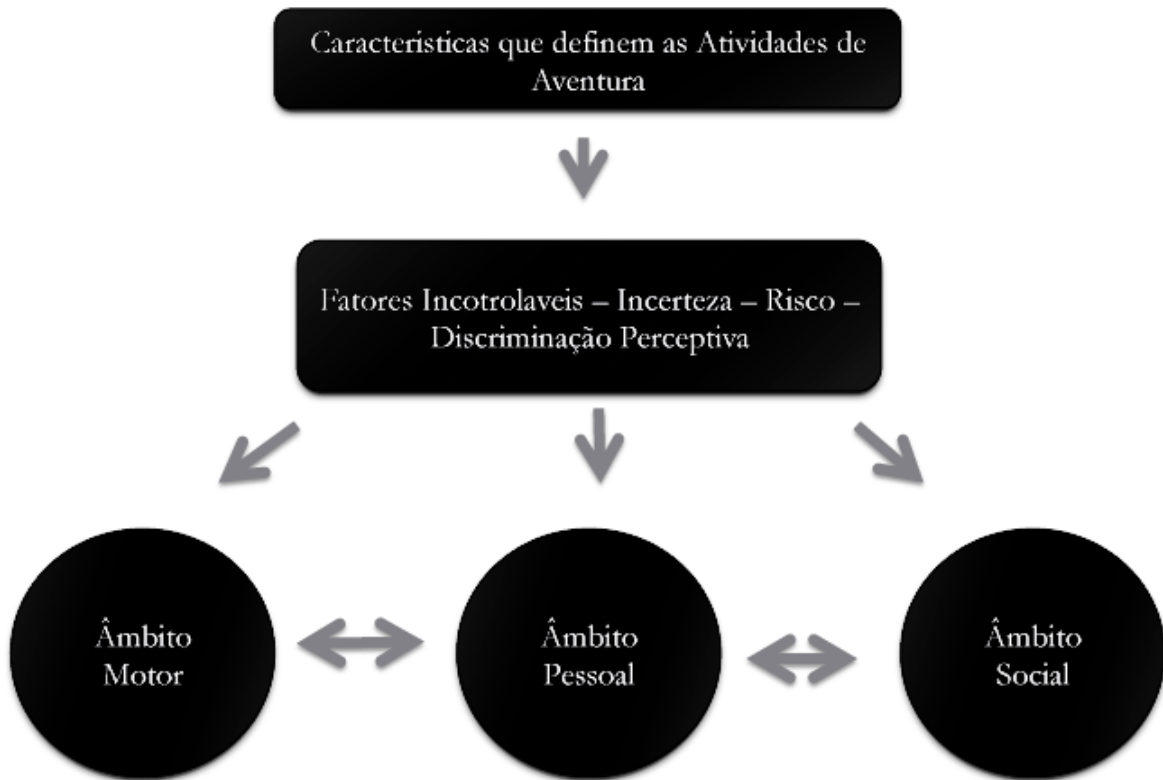 Caracteristicas que definem as Atividades de
Aventura
Fatores Incotrolaveis – Incerteza – Risco –
Discriminação Perceptiva
Âmbito
Motor
Âmbito
Pessoal
Âmbito
Social